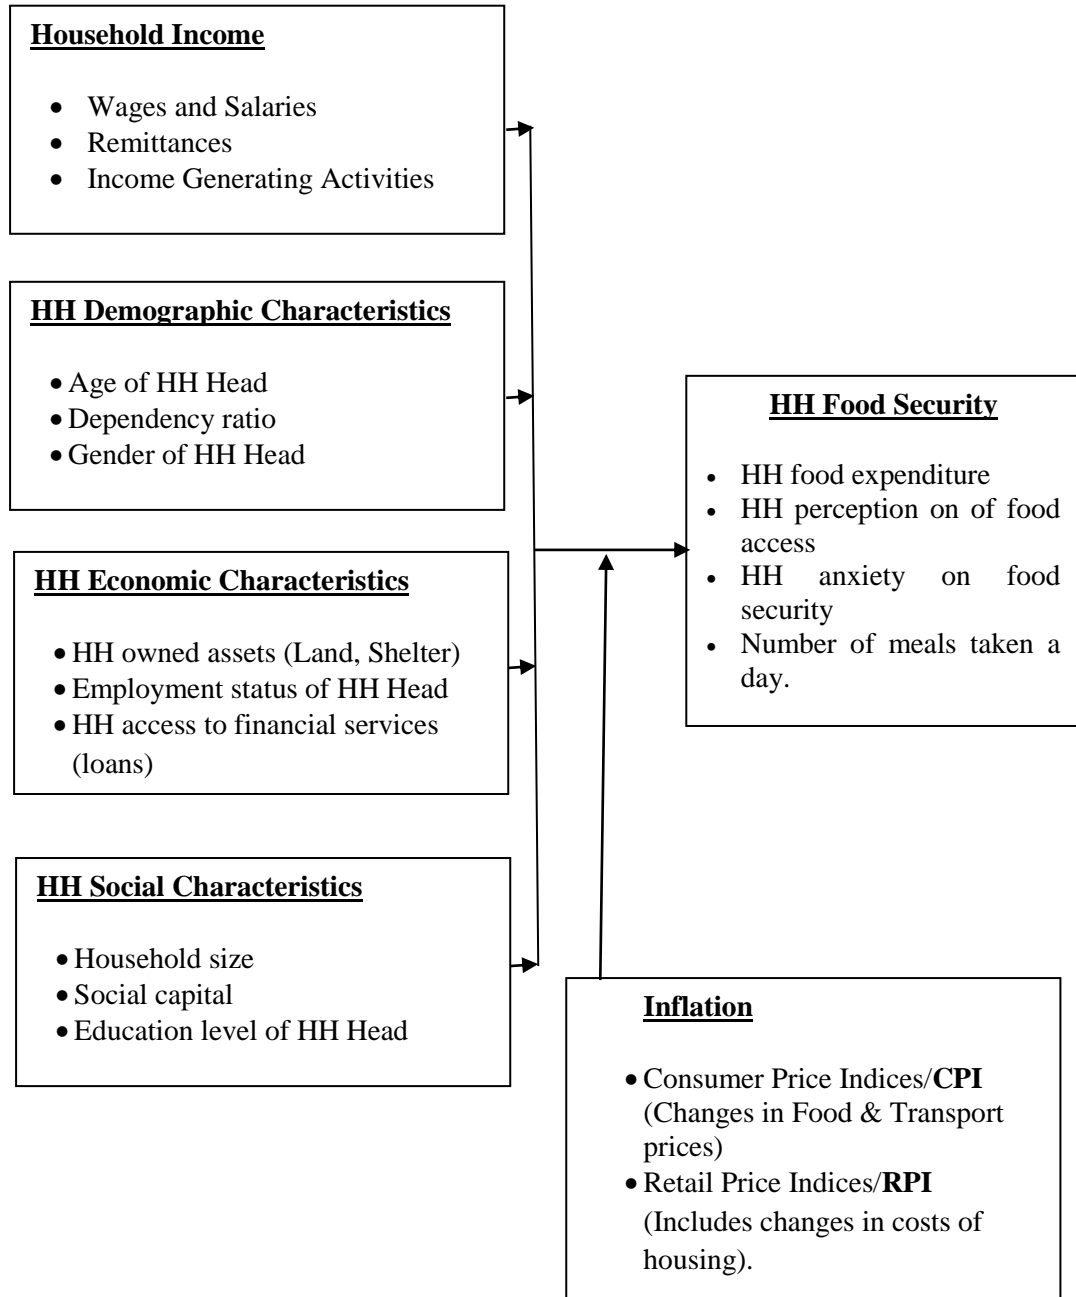 Household Income
• Wages and Salaries
• Remittances
• Income Generating Activities
HH Demographic Characteristics
• Age of HH Head
• Dependency ratio
• Gender of HH Head
HH Economic Characteristics
• HH owned assets (Land, Shelter)
• Employment status of HH Head
• HH access to financial services
(loans)
HH Social Characteristics
• Household size
• Social capital
• Education level of HH Head
HH Food Security
• HH food expenditure
• HH perception on of food
access
• HH anxiety on food
security
• Number of meals taken a
day.
Inflation
• Consumer Price Indices/CPI
(Changes in Food & Transport
prices)
• Retail Price Indices/RPI
(Includes changes in costs of
housing).